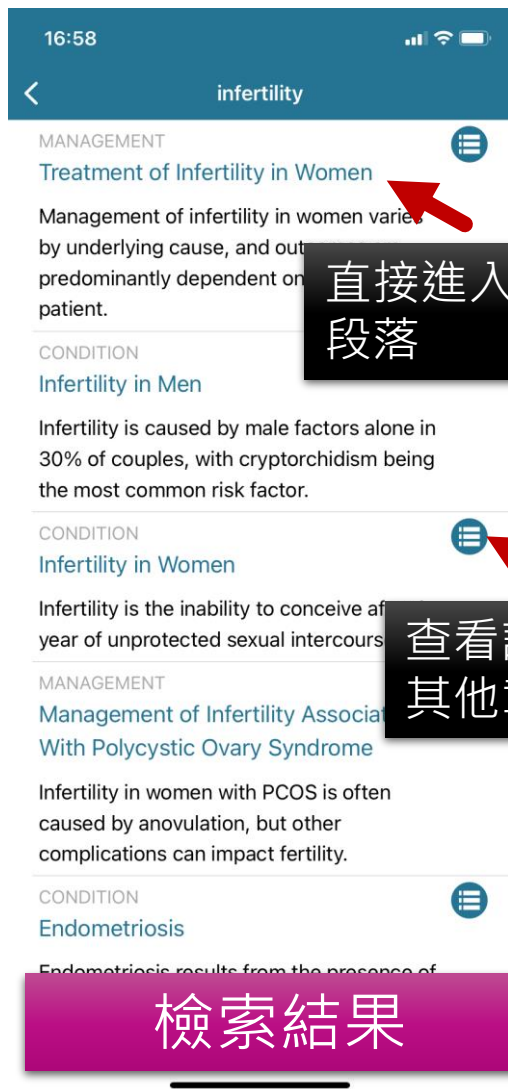 16:58
infertility
MANAGEMENT
Treatment of Infertility in Women
Management of infertility in women varies
by underlying cause, and
predominantly dependent on
patient.
直接進入
段落
CONDITION
Infertility in Men
Infertility is caused by male factors alone in
30% of couples, with cryptorchidism being
the most common risk factor.
CONDITION
Infertility in Women
Infertility is the inability to conceive
year of unprotected sexual
查看
其他
MANAGEMENT
Management of Infertility
With Polycystic Ovary Syndrome
Infertility in women with PCOS is often
caused by anovulation, but other
complications can impact fertility.
CONDITION
Endometriosis
Endometriosis results from the presence of
檢索結果